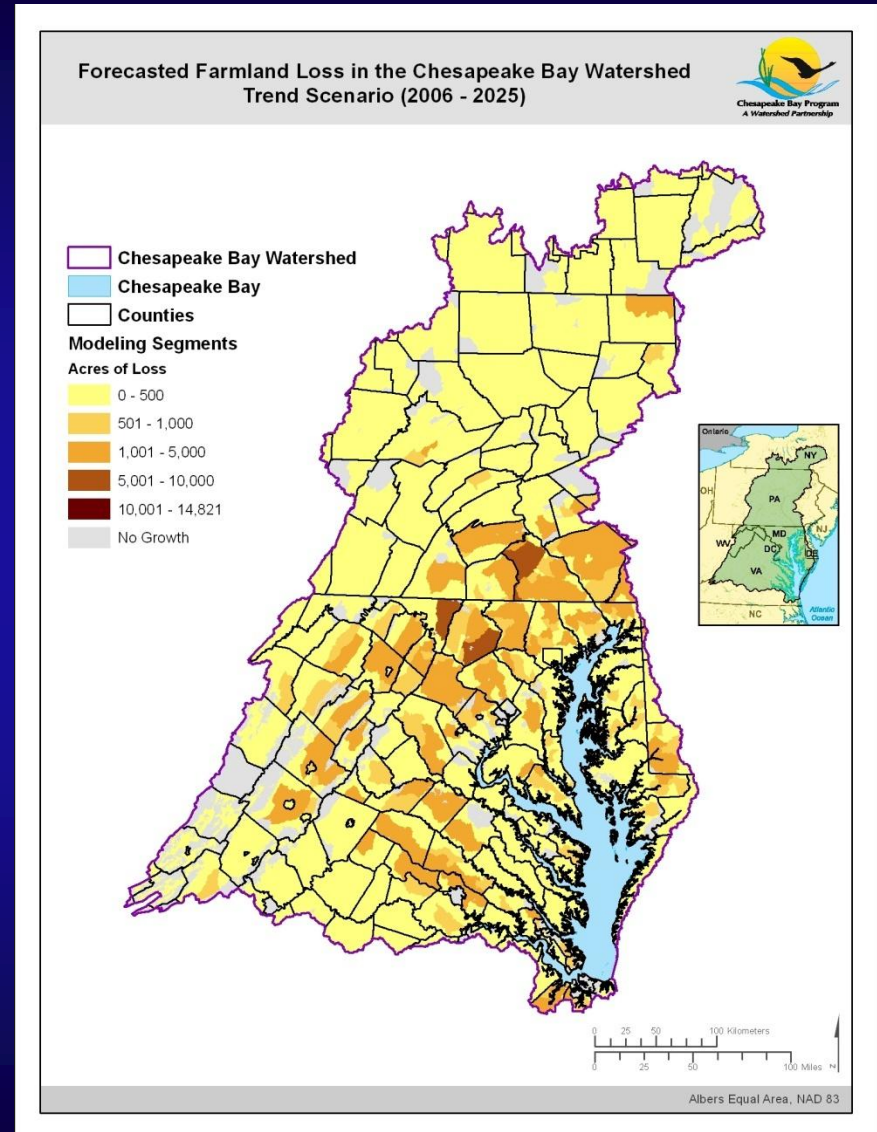 Forecasted Farmland Loss in the Chesapeake Bay Watershed
Trend Scenario (2006 - 2025)
Chesapeake Bay Program
A Watershed Partnership
Chesapeake Bay Watershed
Chesapeake Bay
Counties
Modeling Segments
Acres of Loss
0 - 500
501 - 1,000
1,001 - 5,000
5,001 - 10,000
10,001 - 14,821
No Growth
Ontario
NY
PA
OH
NJ
MD
WV
DC
DE
VA
NC
Atlantic
Ocean
0 25 50 100 Kilometers
0 25 50 100 Miles
N
Albers Equal Area, NAD 83